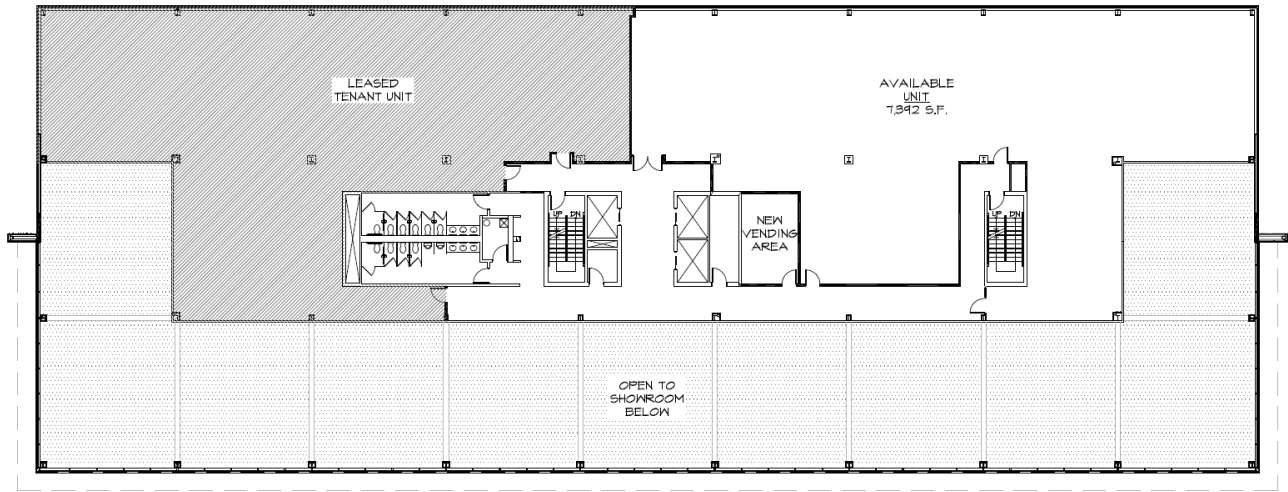 LEASED
TENANT UNIT
AVAILABLE
UNIT
7,392 S.F.
UP DN
NEW
VENDING
AREA
UP DN
OPEN TO
SHOWROOM
BELOW